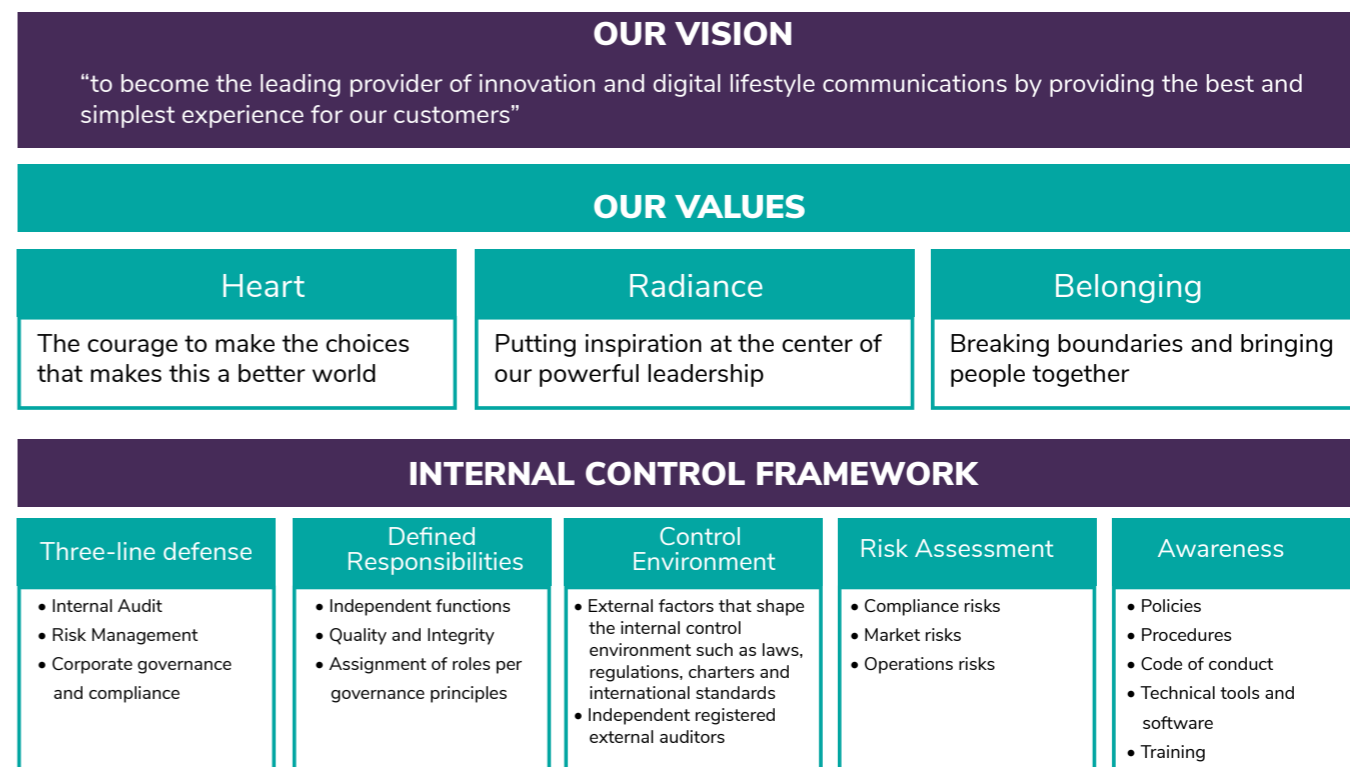 OUR VISION
“to become the leading provider of innovation and digital lifestyle communications by providing the best and
simplest experience for our customers”
OUR VALUES
Heart
The courage to make the choices
that makes this a better world
Radiance
Putting inspiration at the center of
our powerful leadership
Belonging
Breaking boundaries and bringing
people together
INTERNAL CONTROL FRAMEWORK
Three-line defense
• Internal Audit
• Risk Management
• Corporate governance
and compliance
Defined
Responsibilities
• Independent functions
• Quality and Integrity
• Assignment of roles per
governance principles
Control
Environment
• External factors that shape
the internal control
environment such as laws,
regulations, charters and
international standards
• Independent registered
external auditors
Risk Assessment
• Compliance risks
• Market risks
• Operations risks
Awareness
• Policies
• Procedures
• Code of conduct
• Technical tools and
software
• Training